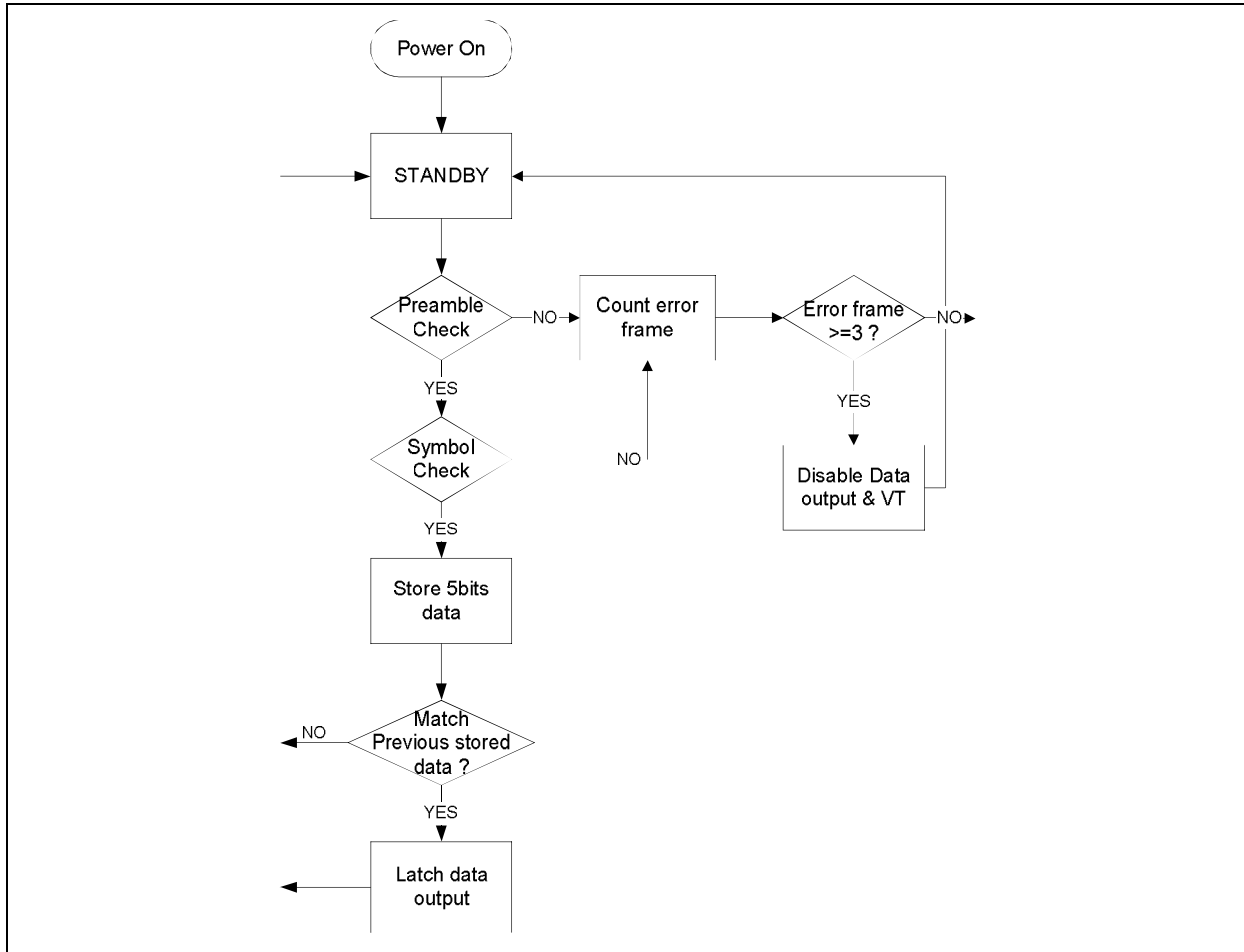 Power On
STANDBY
Preamble
Check
NO
Count error
frame
Error frame
>=3 ?
NO
YES
YES
Symbol
Check
NO
Disable Data
output & VT
YES
Store 5bits
data
Match
Previous stored
data ?
NO
YES
Latch data
output